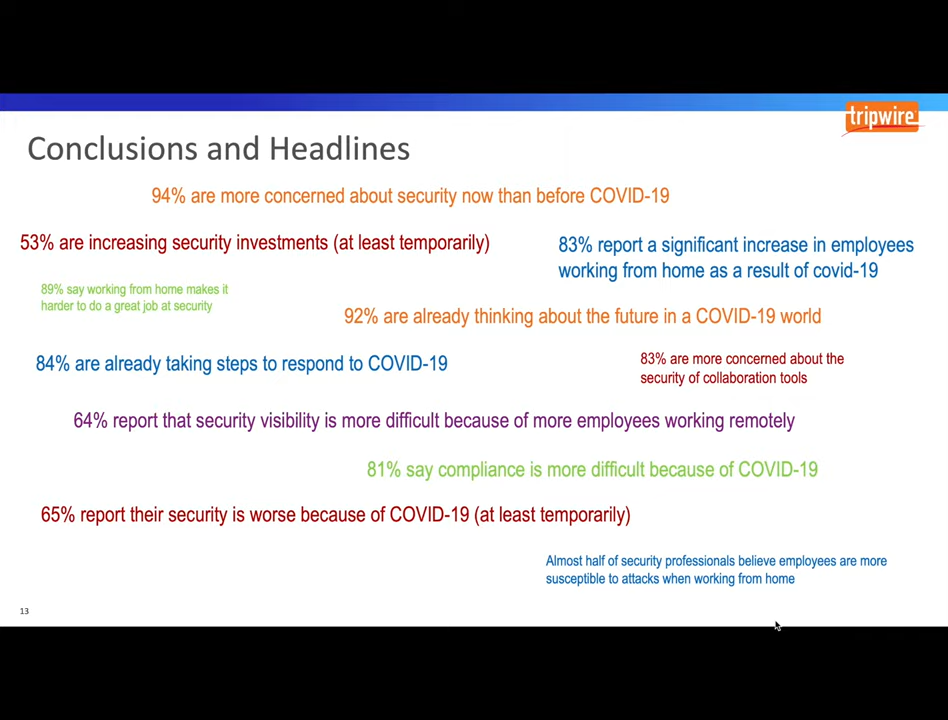 tripwire
Conclusions and Headlines
94% are more concerned about security now than before COVID-19
53% are increasing security investments (at least temporarily)
83% report a significant increase in employees
working from home as a result of covid-19
89% say working from home makes it
harder to do a great job at security
92% are already thinking about the future in a COVID-19 world
84% are already taking steps to respond to COVID-19
83% are more concerned about the
security of collaboration tools
64% report that security visibility is more difficult because of more employees working remotely
81% say compliance is more difficult because of COVID-19
65% report their security is worse because of COVID-19 (at least temporarily)
Almost half of security professionals believe employees are more
susceptible to attacks when working from home
13